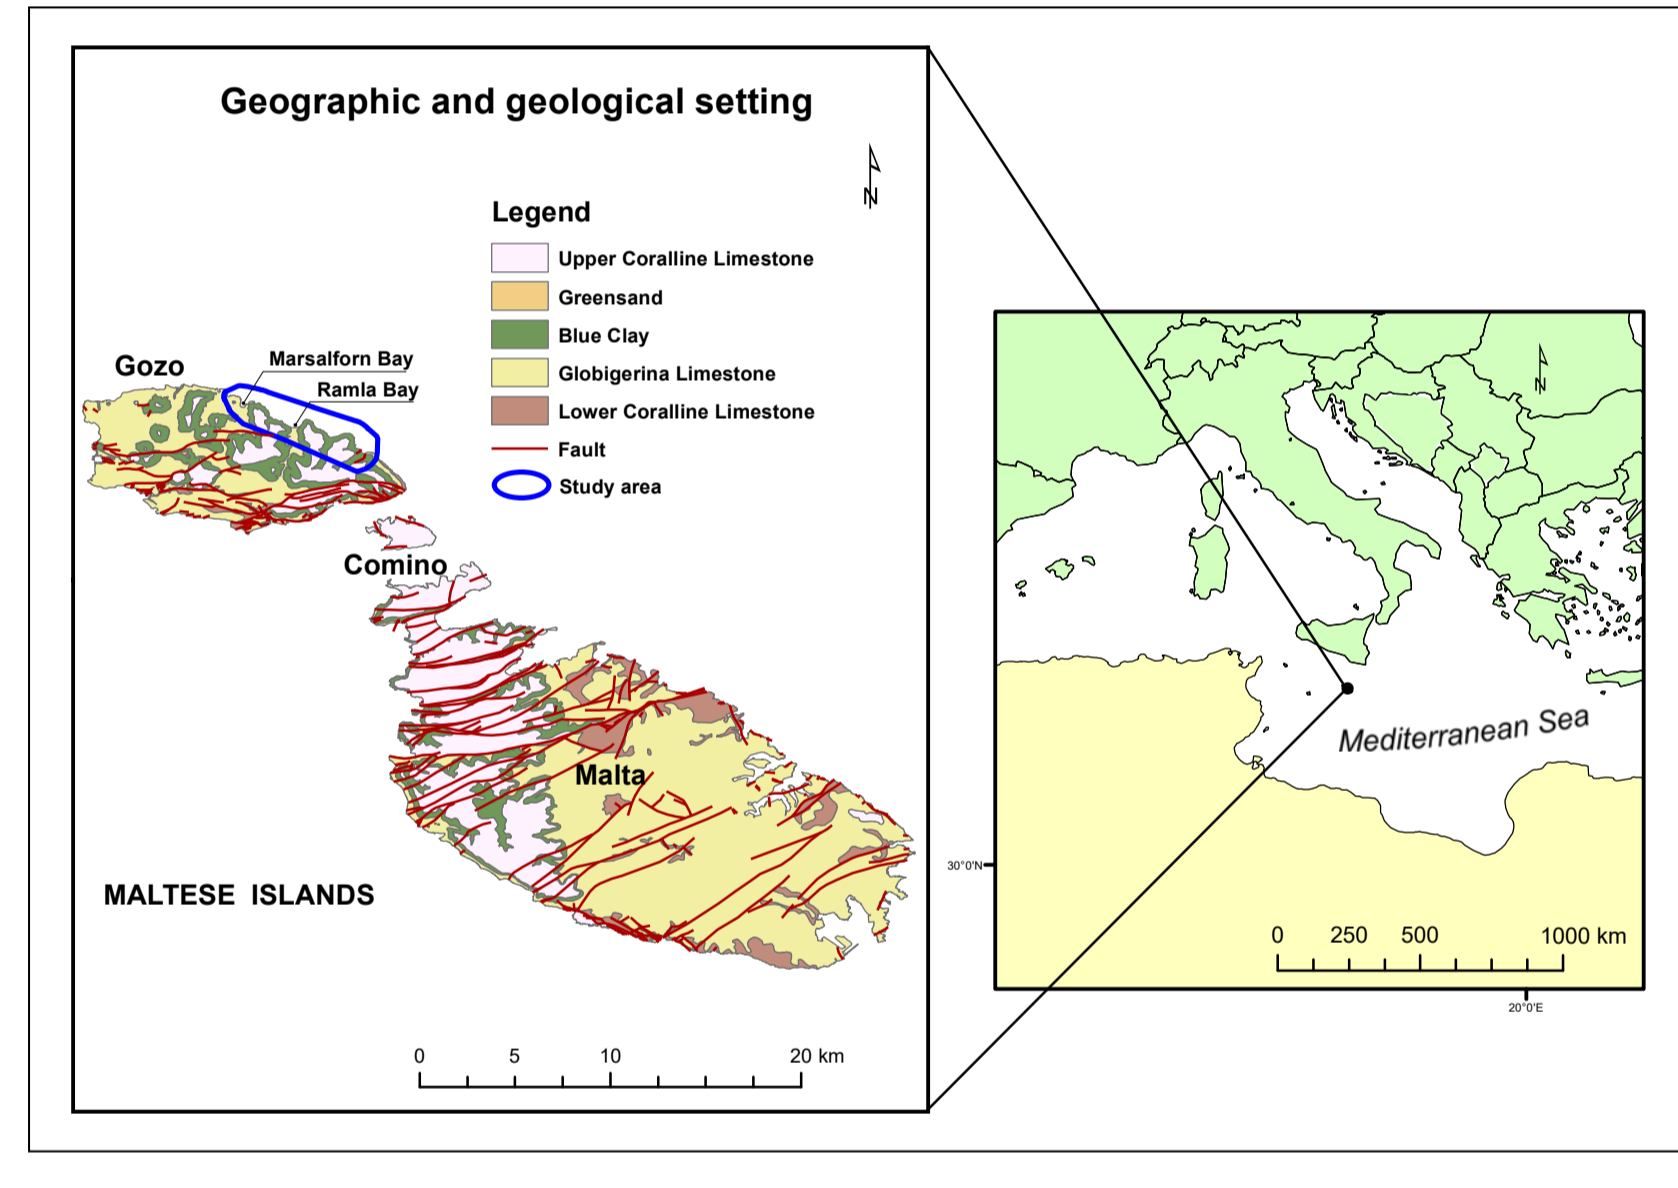 Geographic and geological setting
N
Legend
Upper Coralline Limestone
Greensand
Blue Clay
Globigerina Limestone
Lower Coralline Limestone
Fault
Study area
Gozo
Marsalforn Bay
Ramla Bay
Comino
Malta
MALTESE ISLANDS
0 5 10 20 km
N
Mediterranean Sea
30°0'N
0 250 500 1000 km
20°0'E